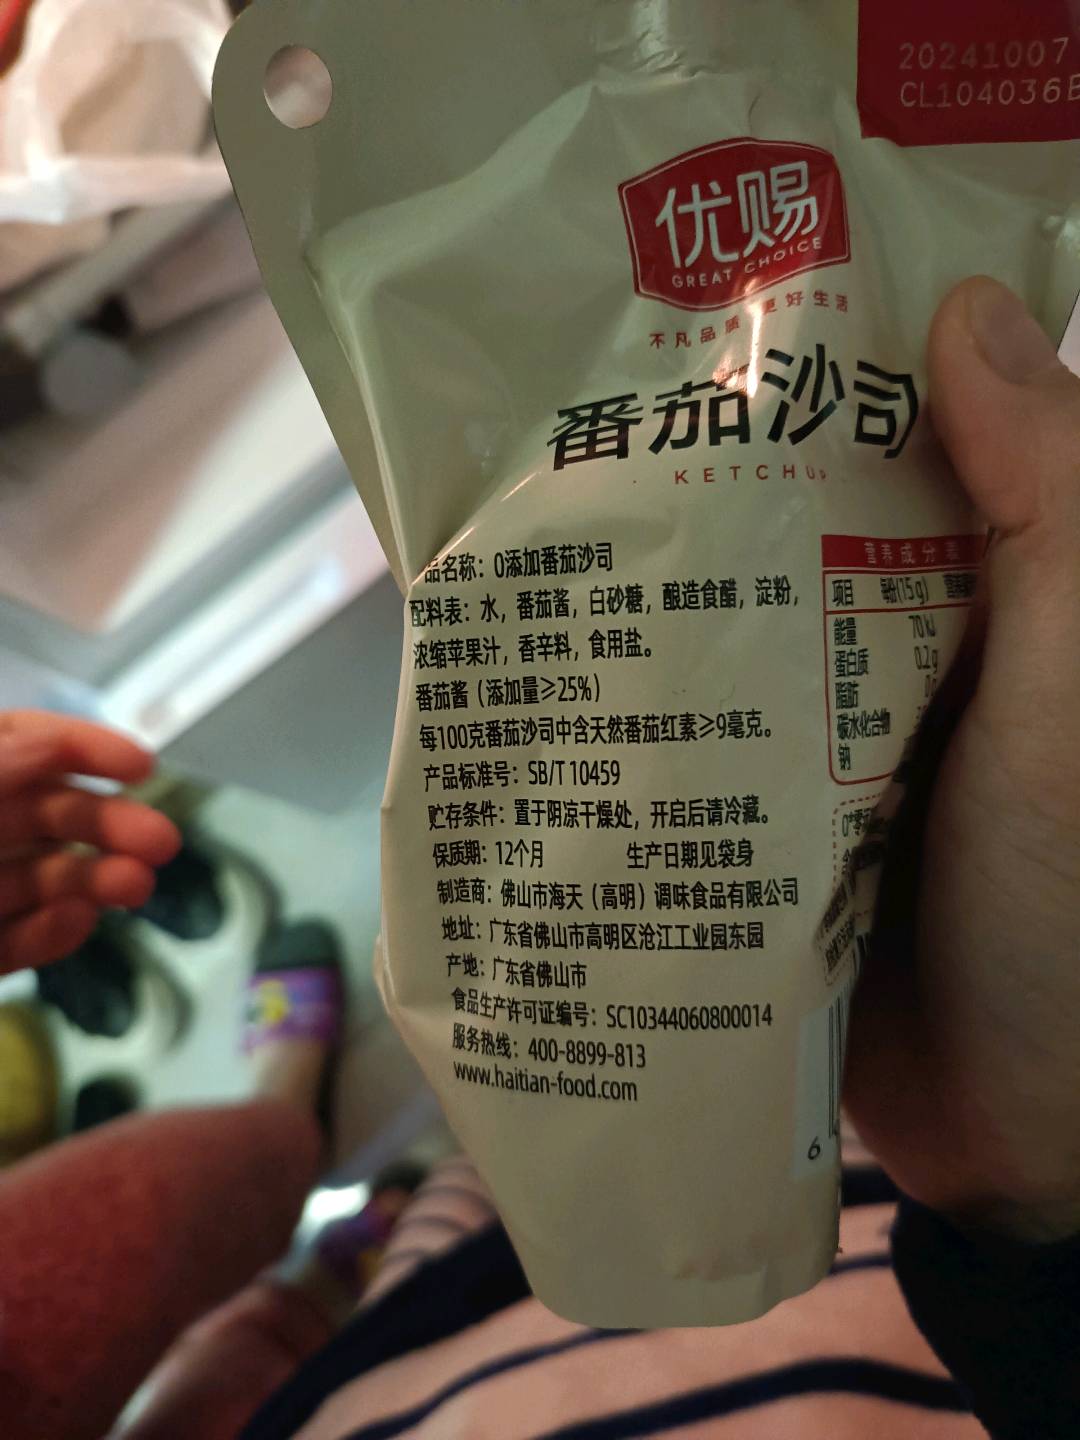 20241007
CL104036
优赐
GREAT CHOICE
不凡品质 更好生活
番茄沙司
KETCHUP
品名称：0添加番茄沙司
配料表：水，番茄酱，白砂糖，酿造食醋，淀粉，
浓缩苹果汁，香辛料，食用盐。
番茄酱（添加量≥25%）
每100克番茄沙司中含天然番茄红素≥9毫克。
产品标准号：SB/T 10459
贮存条件：置于阴凉干燥处，开启后请冷藏。
保质期：12个月 生产日期见袋身
制造商：佛山市海天（高明）调味食品有限公司
地址：广东省佛山市高明区沧江工业园东园
产地：广东省佛山市
食品生产许可证编号：SC10344060800014
服务热线：400-8899-813
www.haitian-food.com
营养成分表
项目 每份(15g)
能量 70kJ
蛋白质 0.2g
脂肪 0g
碳水化合物
钠
6